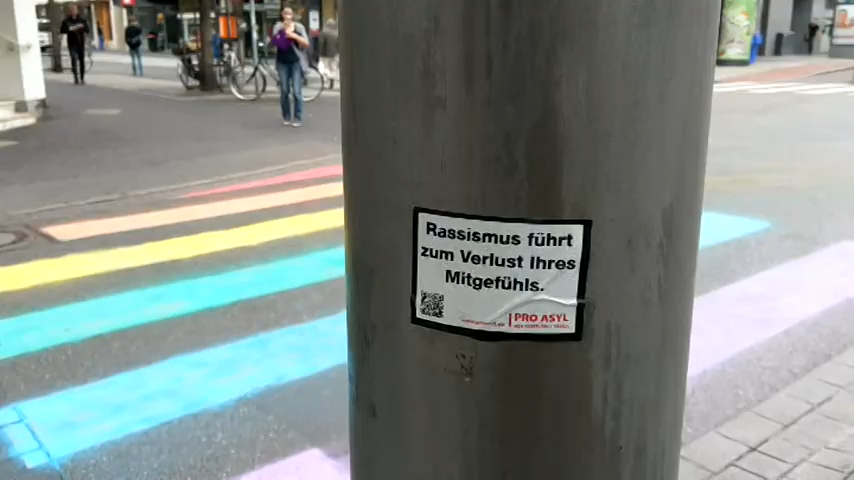 Rassismus führt
zum Verlust Ihres
Mitgefühls.
PRO ASYL